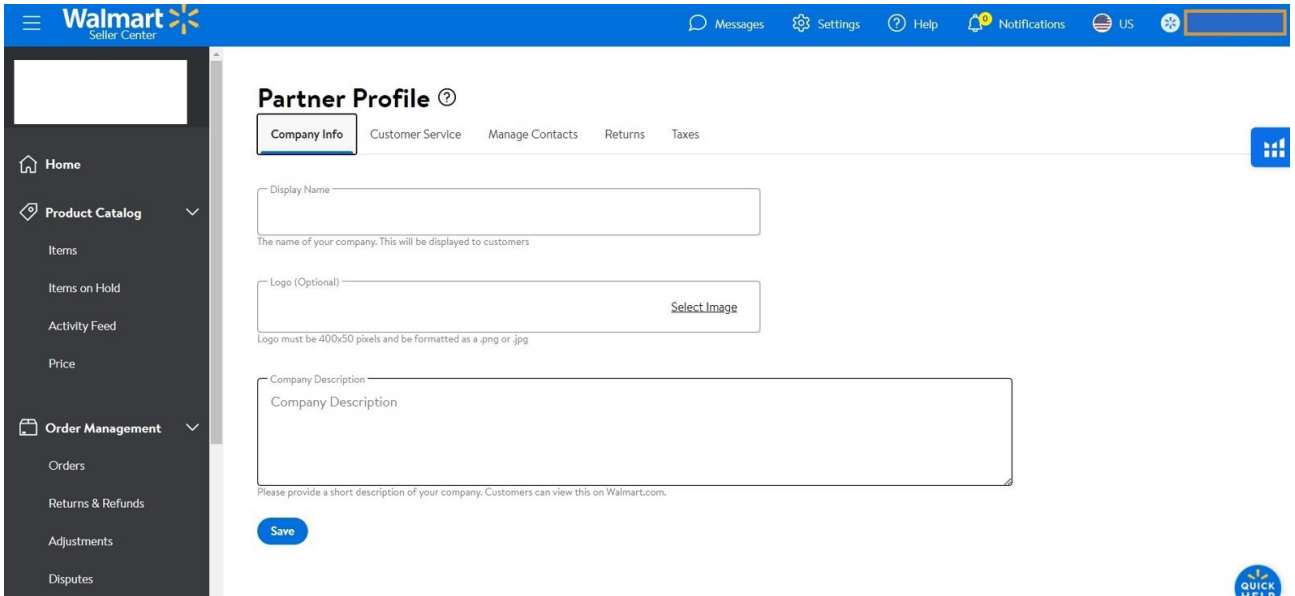 Walmart
Seller Center
Messages
Settings
Help
0
Notifications
US
Home
Product Catalog
Items
Items on Hold
Activity Feed
Price
Order Management
Orders
Returns & Refunds
Adjustments
Disputes
Partner Profile
Company Info Customer Service Manage Contacts Returns Taxes
Display Name
The name of your company. This will be displayed to customers
Logo (Optional)
Select Image
Logo must be 400x50 pixels and be formatted as a .png or .jpg
Company Description
Company Description
Please provide a short description of your company. Customers can view this on Walmart.com.
Save
QUICK
HELP